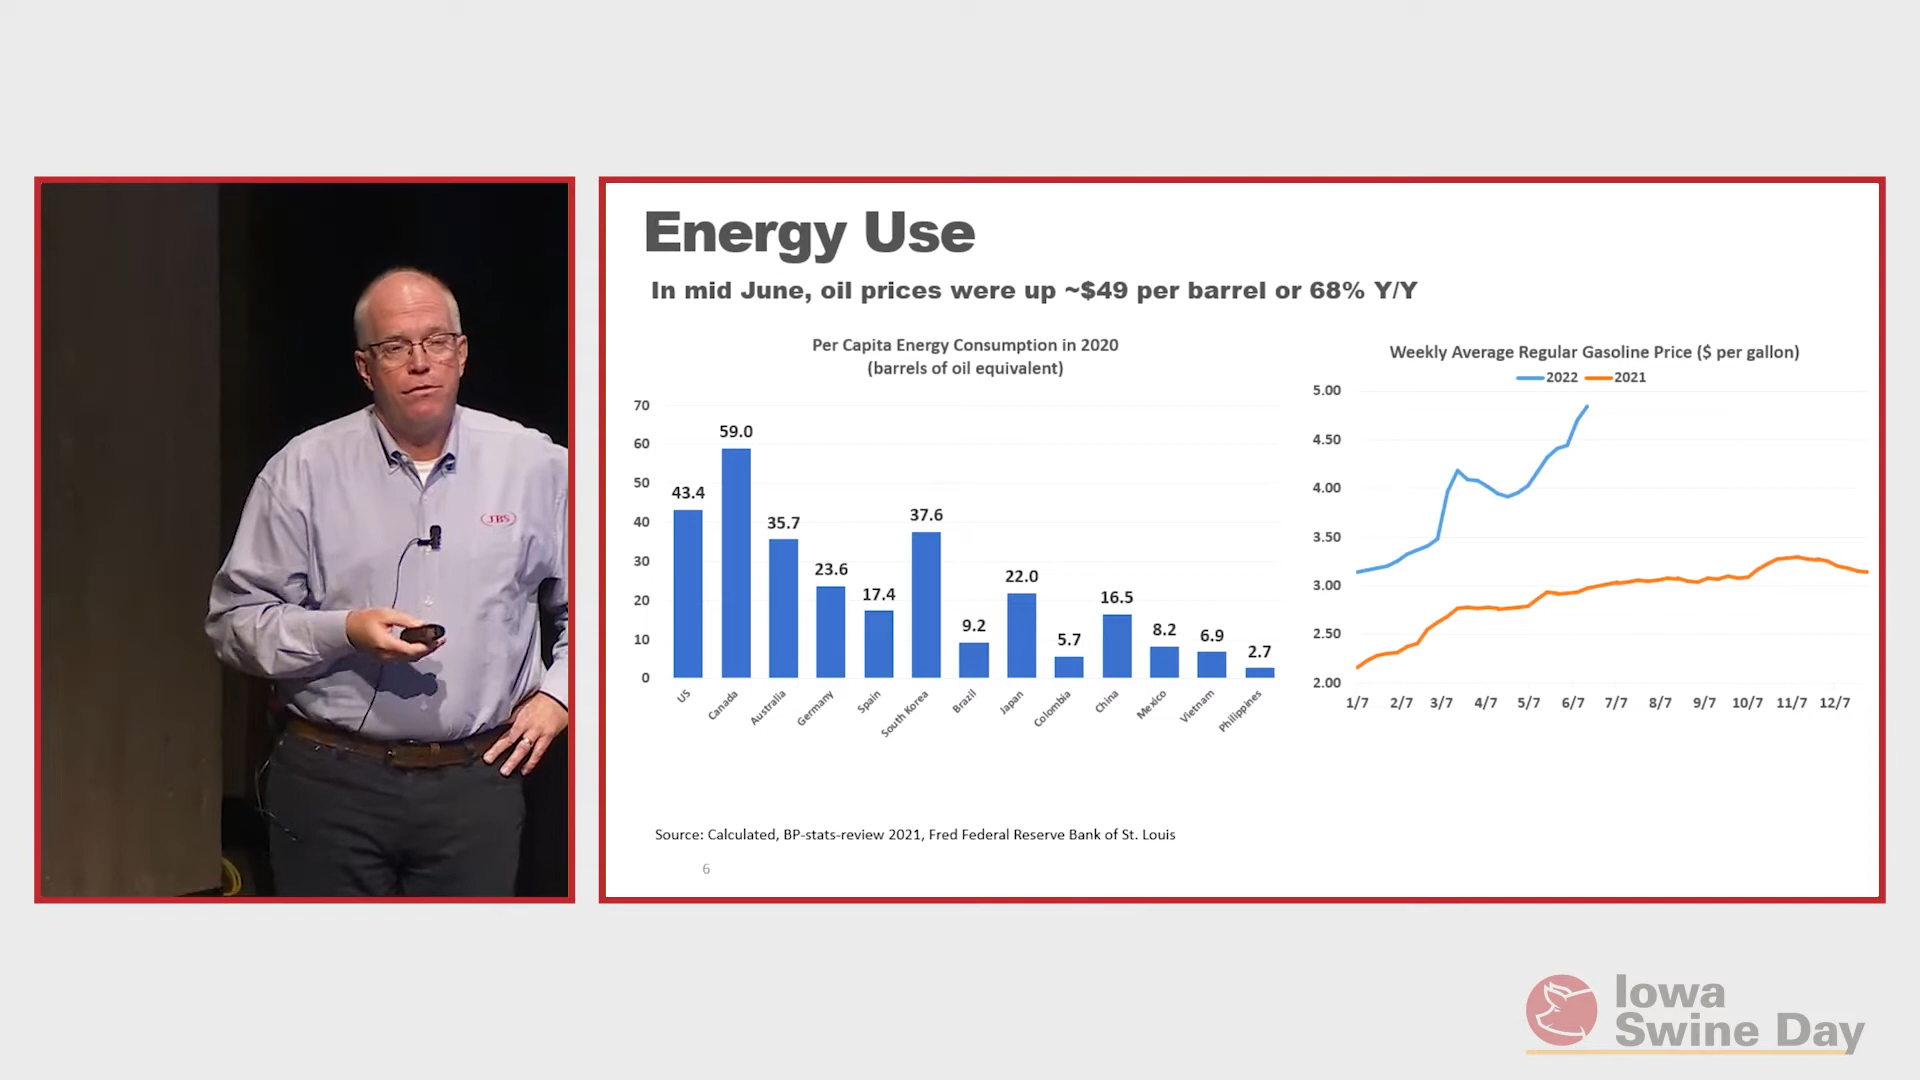 JBS
Energy Use
In mid June, oil prices were up ~$49 per barrel or 68% Y/Y
Per Capita Energy Consumption in 2020
(barrels of oil equivalent)
70
60
50
40
30
20
10
0
43.4
59.0
35.7
23.6
17.4
37.6
9.2
22.0
5.7
16.5
8.2
6.9
2.7
US
Canada
Australia
Germany
Spain
South Korea
Brazil
Japan
Colombia
China
Mexico
Vietnam
Philippines
Weekly Average Regular Gasoline Price ($ per gallon)
2022 2021
5.00
4.50
4.00
3.50
3.00
2.50
2.00
1/7 2/7 3/7 4/7 5/7 6/7 7/7 8/7 9/7 10/7 11/7 12/7
Source: Calculated, BP-stats-review 2021, Fred Federal Reserve Bank of St. Louis
6
Iowa
Swine Day